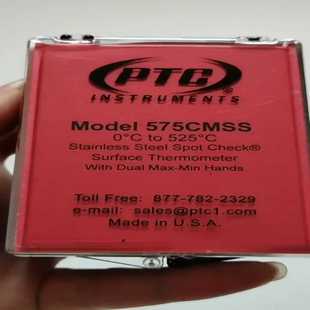 PTC
INSTRUMENTS
Model 575CMSS
0°C to 525°C
Stainless Steel Spot Check®
Surface Thermometer
With Dual Max-Min Hands
Toll Free: 877-782-2329
e-mail: sales@ptc1.com
Made in U.S.A.